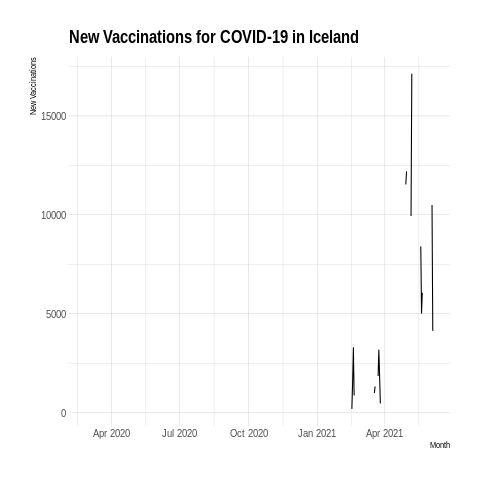 New Vaccinations for COVID-19 in Iceland
New Vaccinations
15000
10000
5000
0
Apr 2020 Jul 2020 Oct 2020 Jan 2021 Apr 2021
Month